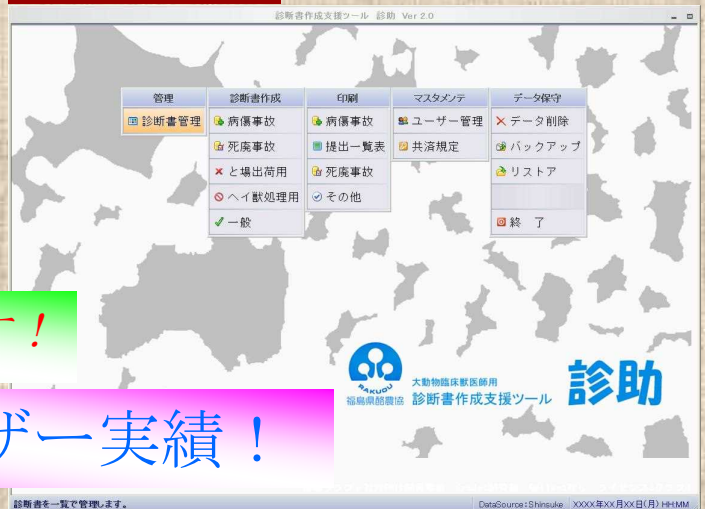 診断書作成支援ツール 診助 Ver 2.0
管理 診断書作成 印刷 マスタメンテ データ保守
診断書管理 病傷事故 病傷事故 ユーザー管理 データ削除
死廃事故 提出一覧表 共済規定 バックアップ
と場出荷用 死廃事故 リストア
ヘイ獣処理用 その他
一般 終 了
!
ザー実績!
RAKUOU
福島県酪農協
大動物臨床獣医師用
診断書作成支援ツール
診助
診断書を一覧で管理します。 DataSource:Shinsuke XXXX年XX月XX日(月) HH:MM